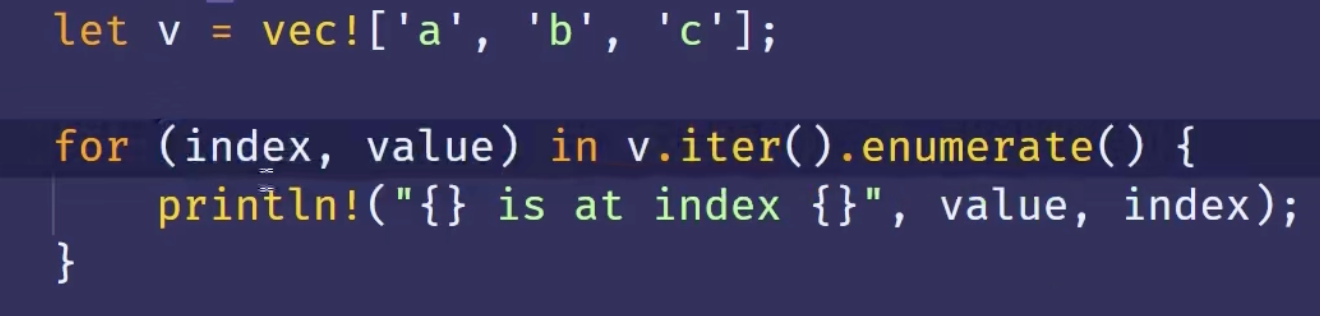 let v = vec!['a', 'b', 'c'];
for (index, value) in v.iter().enumerate() {
println!("{} is at index {}", value, index);
}